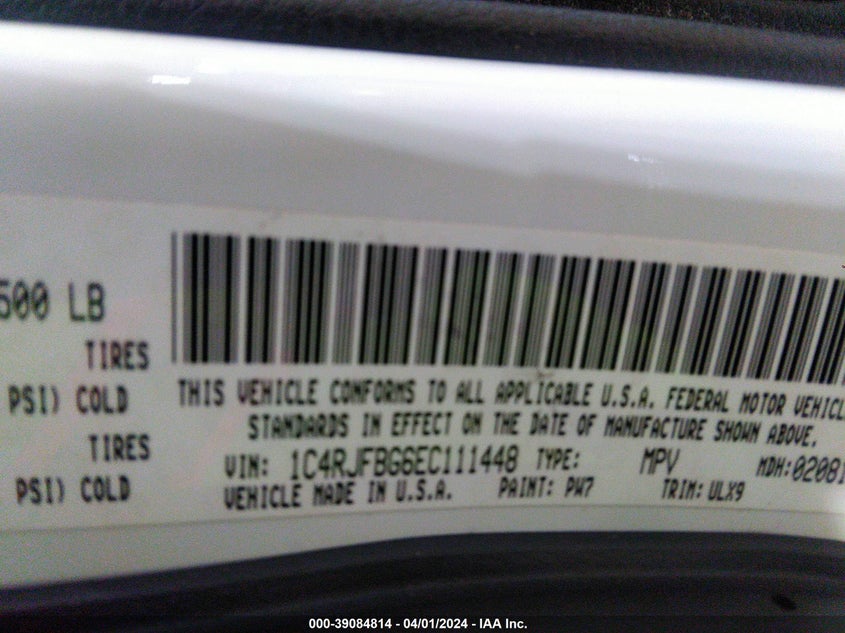 500 LB
TIRES
PSI) COLD
TIRES
PSI) COLD
THIS VEHICLE CONFORMS TO ALL APPLICABLE U.S.A. FEDERAL MOTOR VEHICL
STANDARDS IN EFFECT ON THE DATE OF MANUFACTURE SHOWN ABOVE.
VIN: 1C4RJFBG6EC111448 TYPE: MPV MDH: 02081
VEHICLE MADE IN U.S.A. PAINT: PW7 TRIM: ULX9
000-39084814 - 04/01/2024 - IAA Inc.